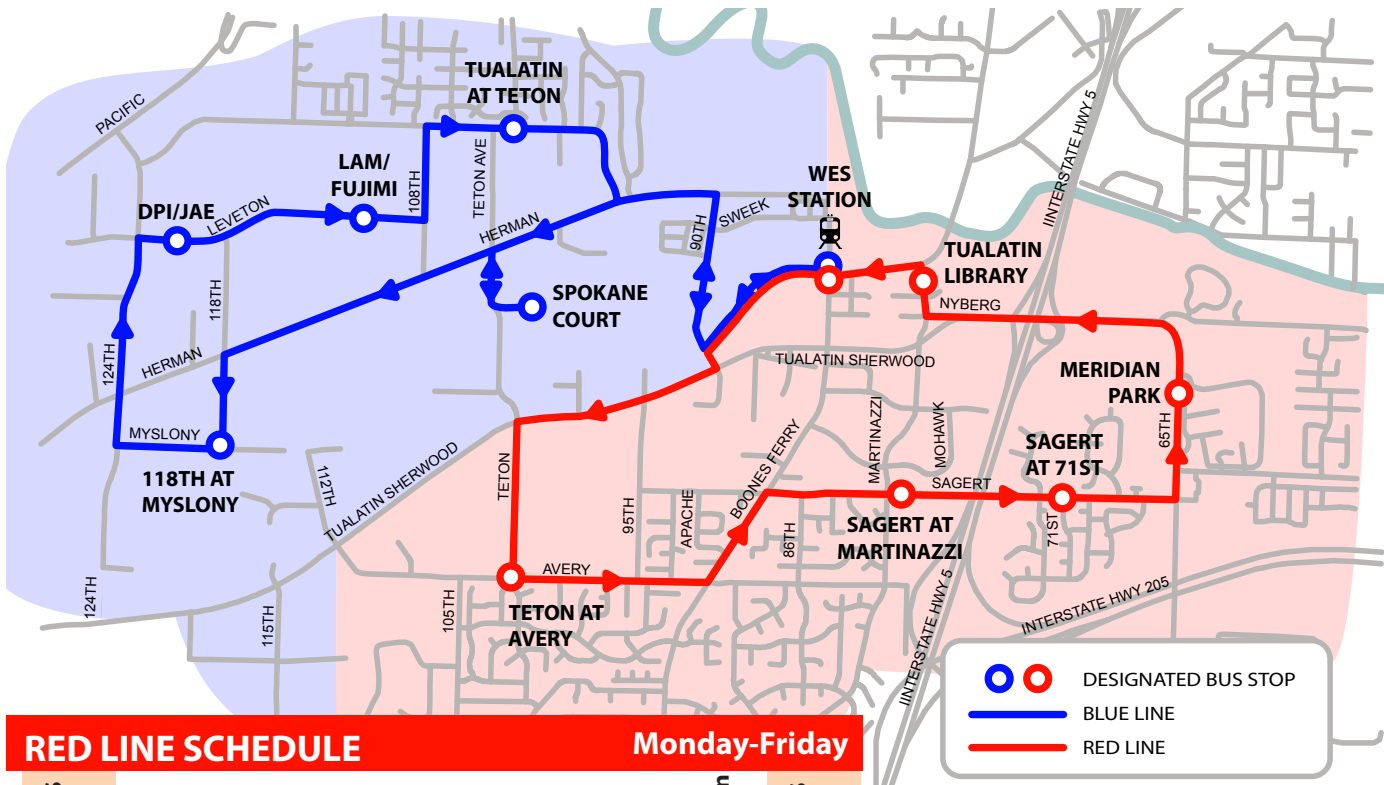 TUALATIN
AT TETON
PACIFIC
LAM/
FUJIMI
108TH
TETON AVE
WES
STATION
IINTERSTATE HWY 5
DPI/JAE
LEVETON
HERMAN
90TH
SWEEK
TUALATIN
LIBRARY
118TH
SPOKANE
COURT
NYBERG
124TH
HERMAN
TUALATIN SHERWOOD
MERIDIAN
PARK
MYSLONY
118TH AT
MYSLONY
112TH
TUALATIN SHERWOOD
TETON
95TH
APACHE
BOONES FERRY
MARTINAZZI
MOHAWK
SAGERT
AT 71ST
65TH
SAGERT
86TH
SAGERT AT
MARTINAZZI
71ST
AVERY
124TH
115TH
105TH
TETON AT
AVERY
IINTERSTATE HWY 5
INTERSTATE HWY 205
DESIGNATED BUS STOP
BLUE LINE
RED LINE
RED LINE SCHEDULE
Monday-Friday